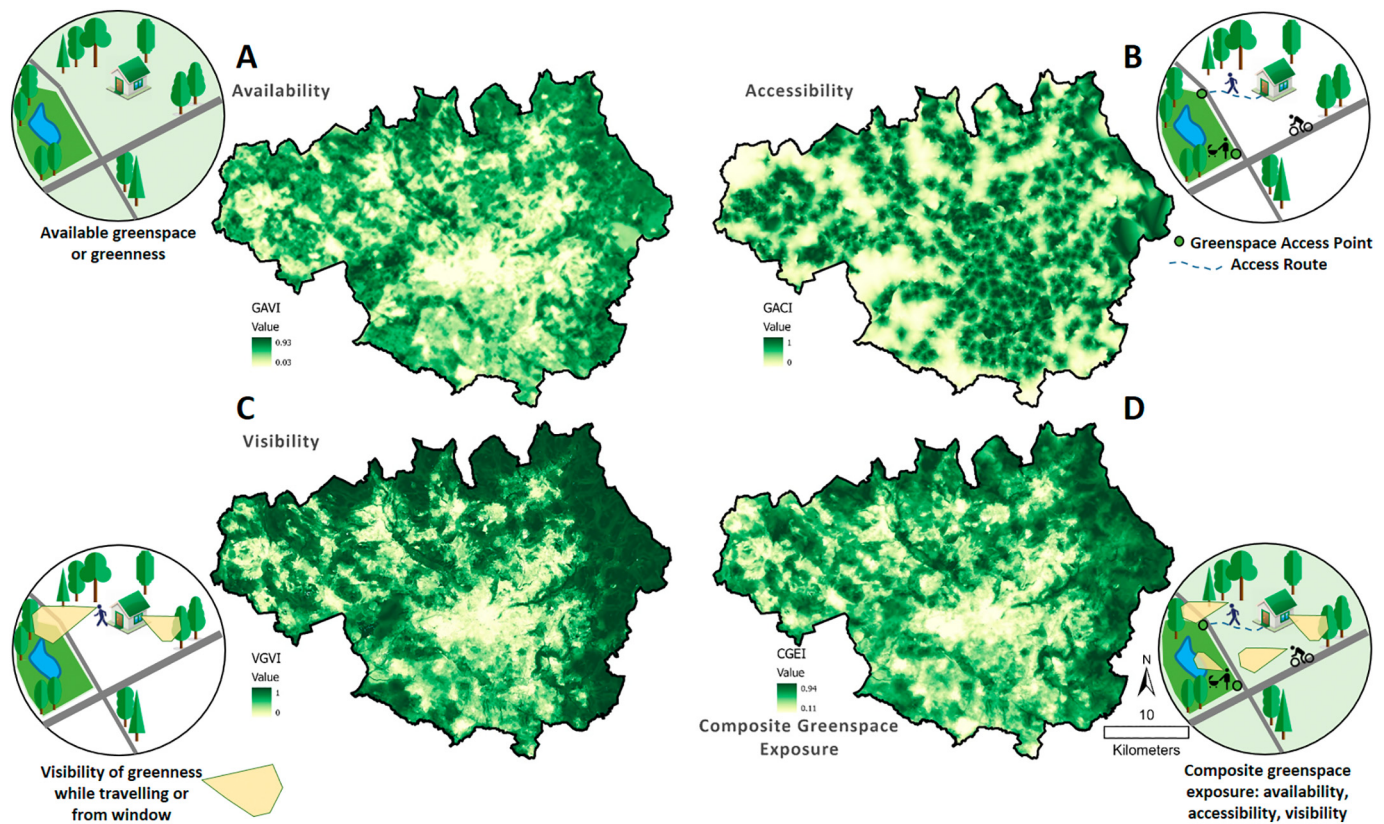 A
Availability
Available greenspace
or greenness
GAVI
Value
0.93
0.03
B
Accessibility
Greenspace Access Point
Access Route
GACI
Value
1
0
C
Visibility
VGVI
Value
1
0
Visibility of greenness
while travelling or
from window
D
CGEI
Value
0.94
0.11
Composite Greenspace
Exposure
N
10
Kilometers
Composite greenspace
exposure: availability,
accessibility, visibility